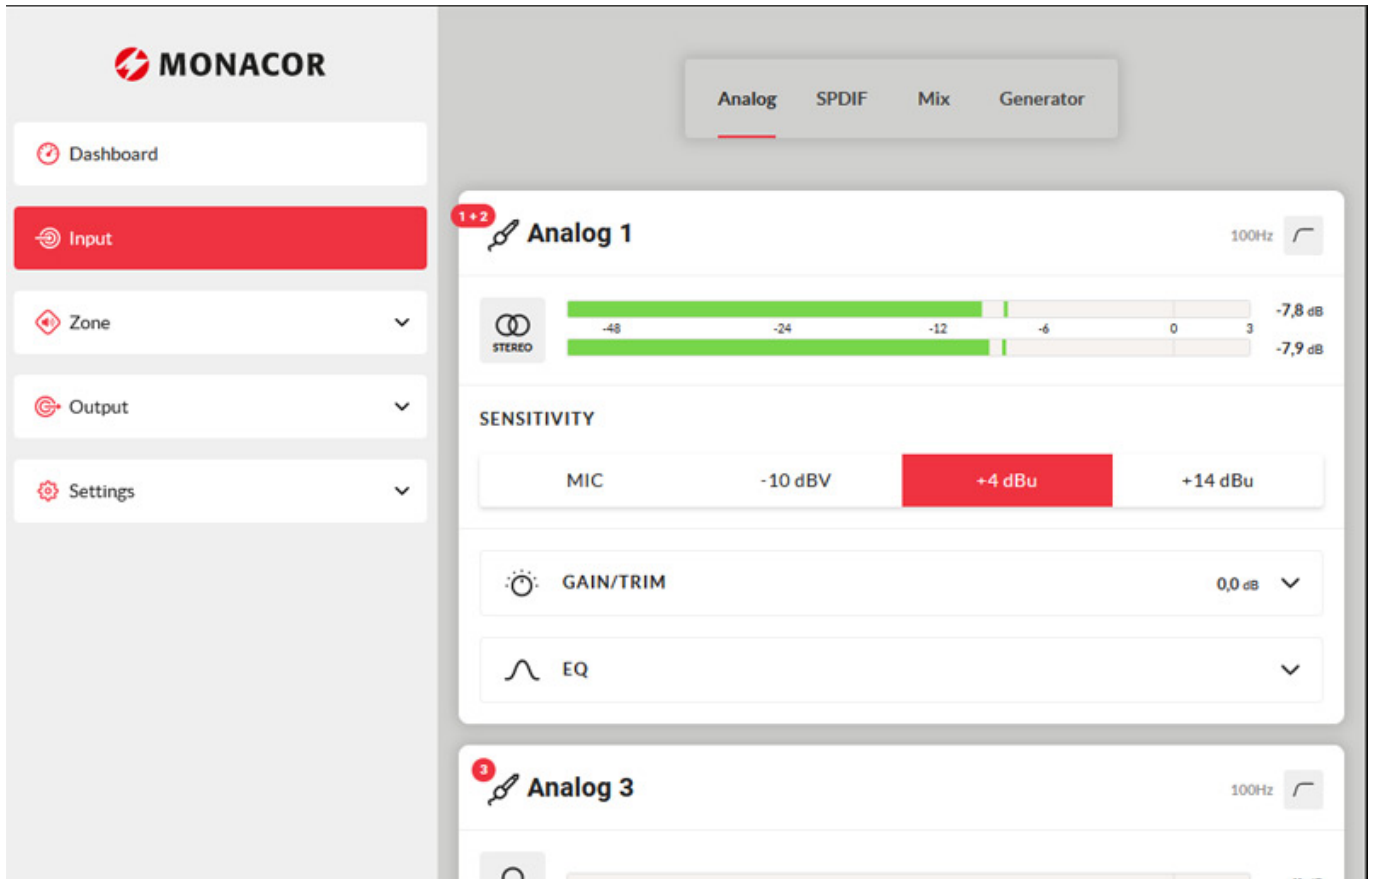 MONACOR
Dashboard
Input
Zone
Output
Settings
Analog SPDIF Mix Generator
1+2
Analog 1
100Hz
STEREO
-7,8 dB
-48 -24 -12 -6 0 3
-7,9 dB
SENSITIVITY
MIC -10 dBV +4 dBu +14 dBu
GAIN/TRIM 0,0 dB
EQ
3
Analog 3
100Hz